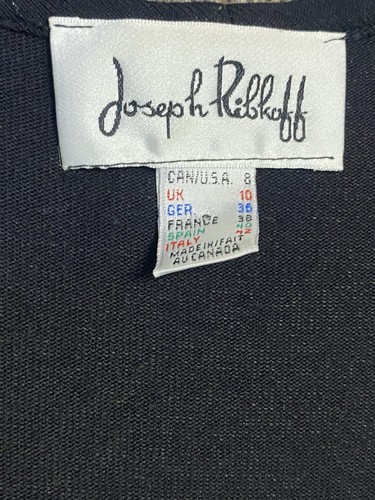 Joseph Ribkoff
CAN/U.S.A. 8
UK 10
GER. 36
FRANCE 38
SPAIN 40
ITALY 42
MADE IN/FAIT
AU CANADA